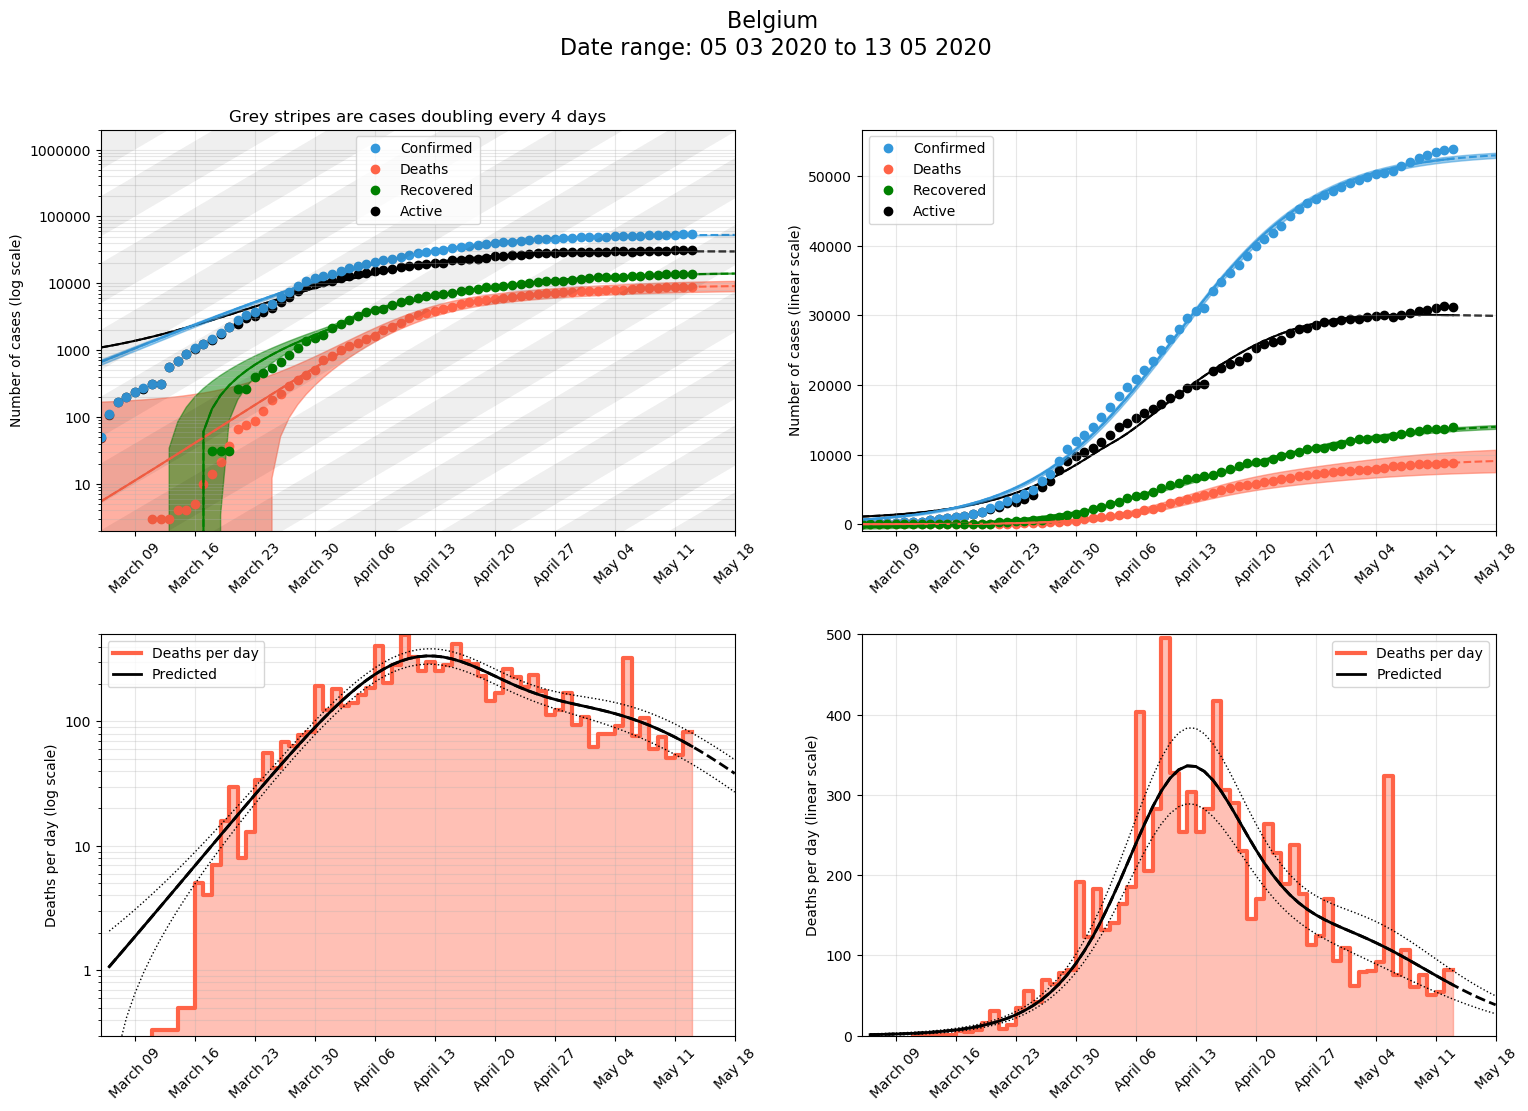 Belgium
Date range: 05 03 2020 to 13 05 2020
Grey stripes are cases doubling every 4 days
Number of cases (log scale)
1000000
100000
10000
1000
100
10
Confirmed
Deaths
Recovered
Active
March 09
March 16
March 23
March 30
April 06
April 13
April 20
April 27
May 04
May 11
May 18
Number of cases (linear scale)
50000
40000
30000
20000
10000
0
Confirmed
Deaths
Recovered
Active
March 09
March 16
March 23
March 30
April 06
April 13
April 20
April 27
May 04
May 11
May 18
Deaths per day (log scale)
100
10
1
Deaths per day
Predicted
March 09
March 16
March 23
March 30
April 06
April 13
April 20
April 27
May 04
May 11
May 18
Deaths per day (linear scale)
500
400
300
200
100
0
Deaths per day
Predicted
March 09
March 16
March 23
March 30
April 06
April 13
April 20
April 27
May 04
May 11
May 18